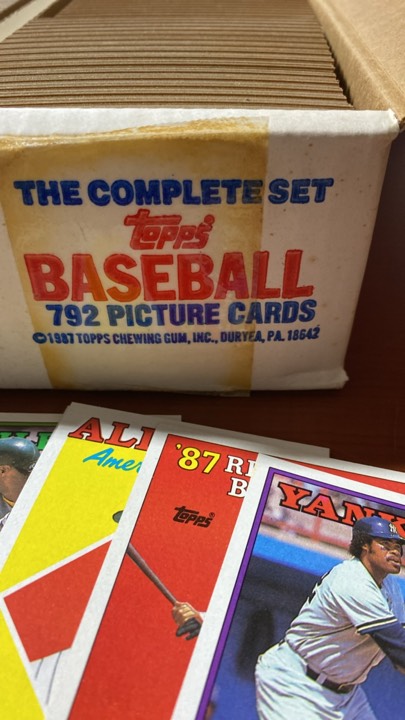 THE COMPLETE SET
Topps
BASEBALL
792 PICTURE CARDS
©1987 TOPPS CHEWING GUM, INC., DURYEA, PA. 18642
'87
Topps